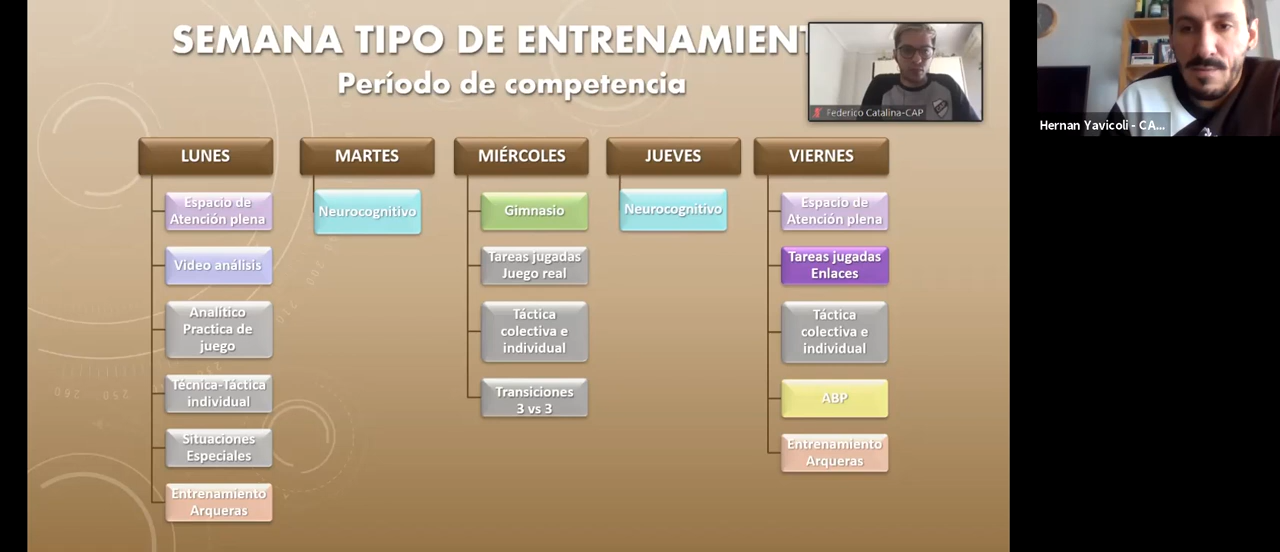 SEMANA TIPO DE ENTRENAMIENT
Período de competencia
Federico Catalina-CAP
Hernan Yavicoli - CA...
LUNES
Espacio de
Atención plena
Video análisis
Analítico
Practica de
juego
Técnica-Táctica
individual
Situaciones
Especiales
Entrenamiento
Arqueras
MARTES
Neurocognitivo
MIÉRCOLES
Gimnasio
Tareas jugadas
Juego real
Táctica
colectiva e
individual
Transiciones
3 vs 3
JUEVES
Neurocognitivo
VIERNES
Espacio de
Atención plena
Tareas jugadas
Enlaces
Táctica
colectiva e
individual
ABP
Entrenamiento
Arqueras